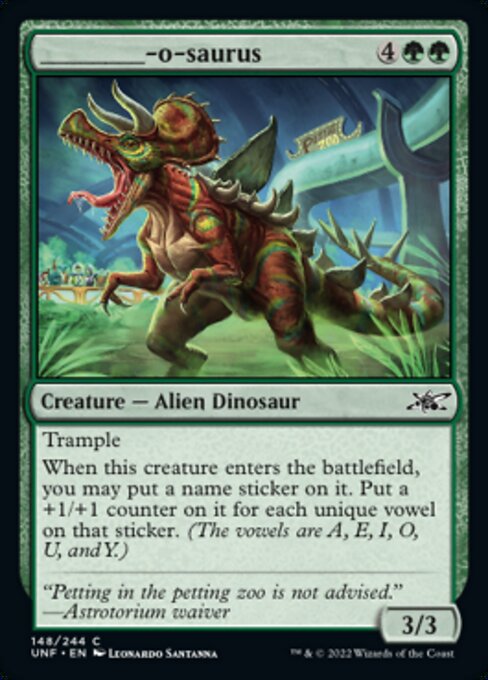 ________-o-saurus 4
ZOO
Creature — Alien Dinosaur
Trample
When this creature enters the battlefield,
you may put a name sticker on it. Put a
+1/+1 counter on it for each unique vowel
on that sticker. (The vowels are A, E, I, O,
U, and Y.)
“Petting in the petting zoo is not advised.”
—Astrotorium waiver
3/3
148/244 C
UNF • EN Leonardo Santanna
™ & © 2022 Wizards of the Coast